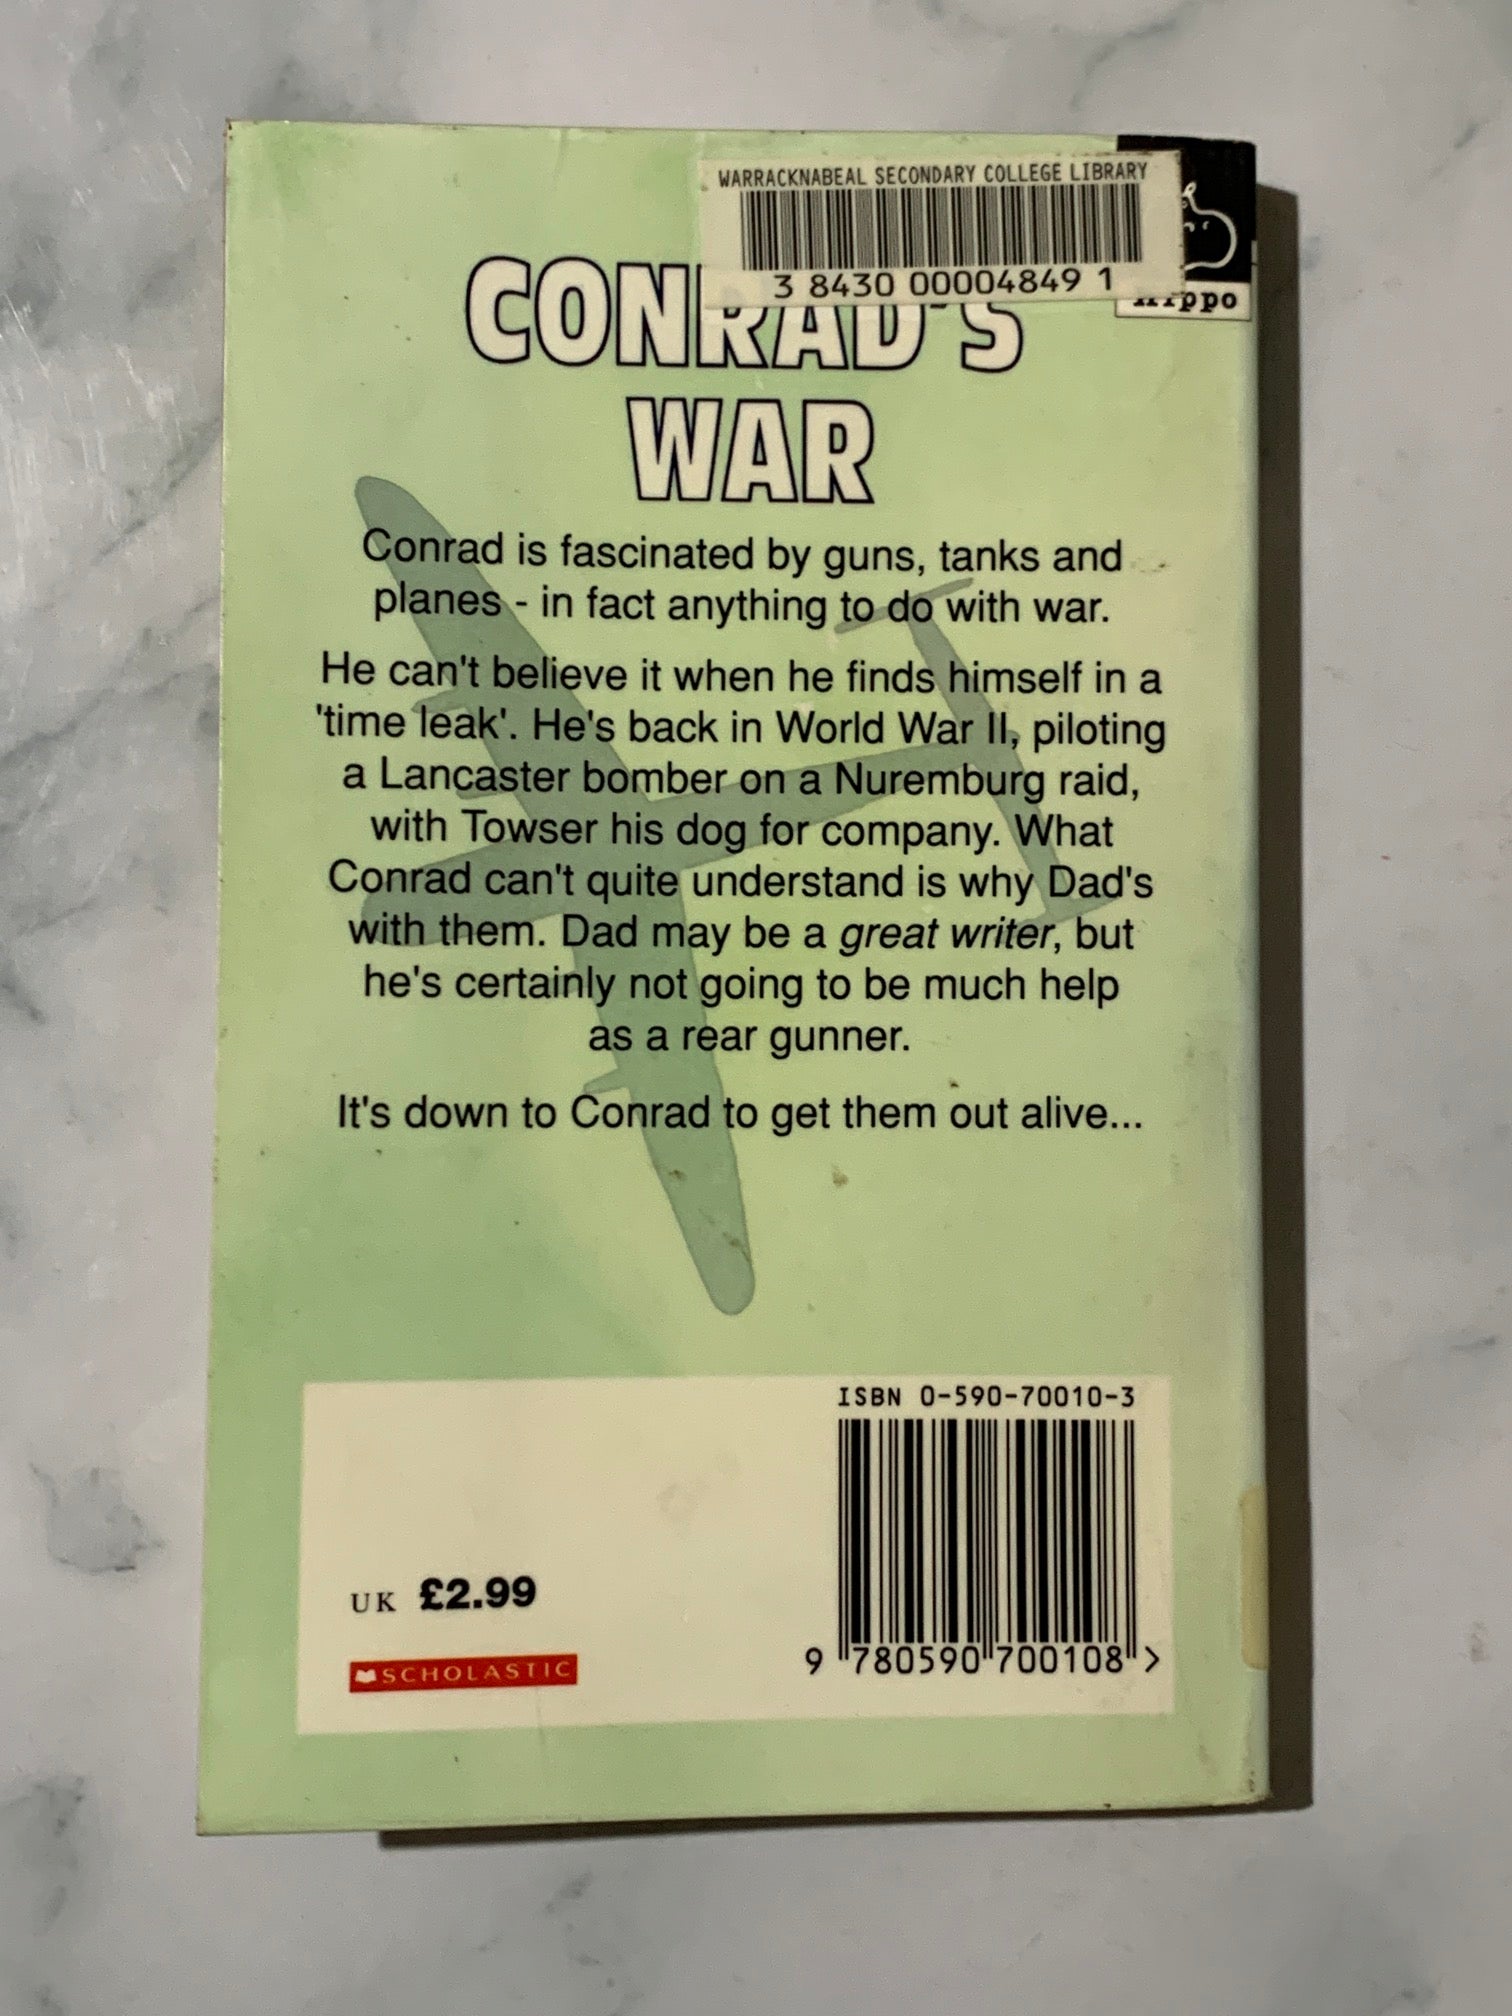 WARRACKNABEAL SECONDARY COLLEGE LIBRARY
3 8430 00004849 1
Hippo
CONRAD'S
WAR
Conrad is fascinated by guns, tanks and
planes - in fact anything to do with war.
He can't believe it when he finds himself in a
'time leak'. He's back in World War II, piloting
a Lancaster bomber on a Nuremburg raid,
with Towser his dog for company. What
Conrad can't quite understand is why Dad's
with them. Dad may be a great writer, but
he's certainly not going to be much help
as a rear gunner.
It's down to Conrad to get them out alive...
ISBN 0-590-70010-3
9 780590 700108 >
UK £2.99
SCHOLASTIC